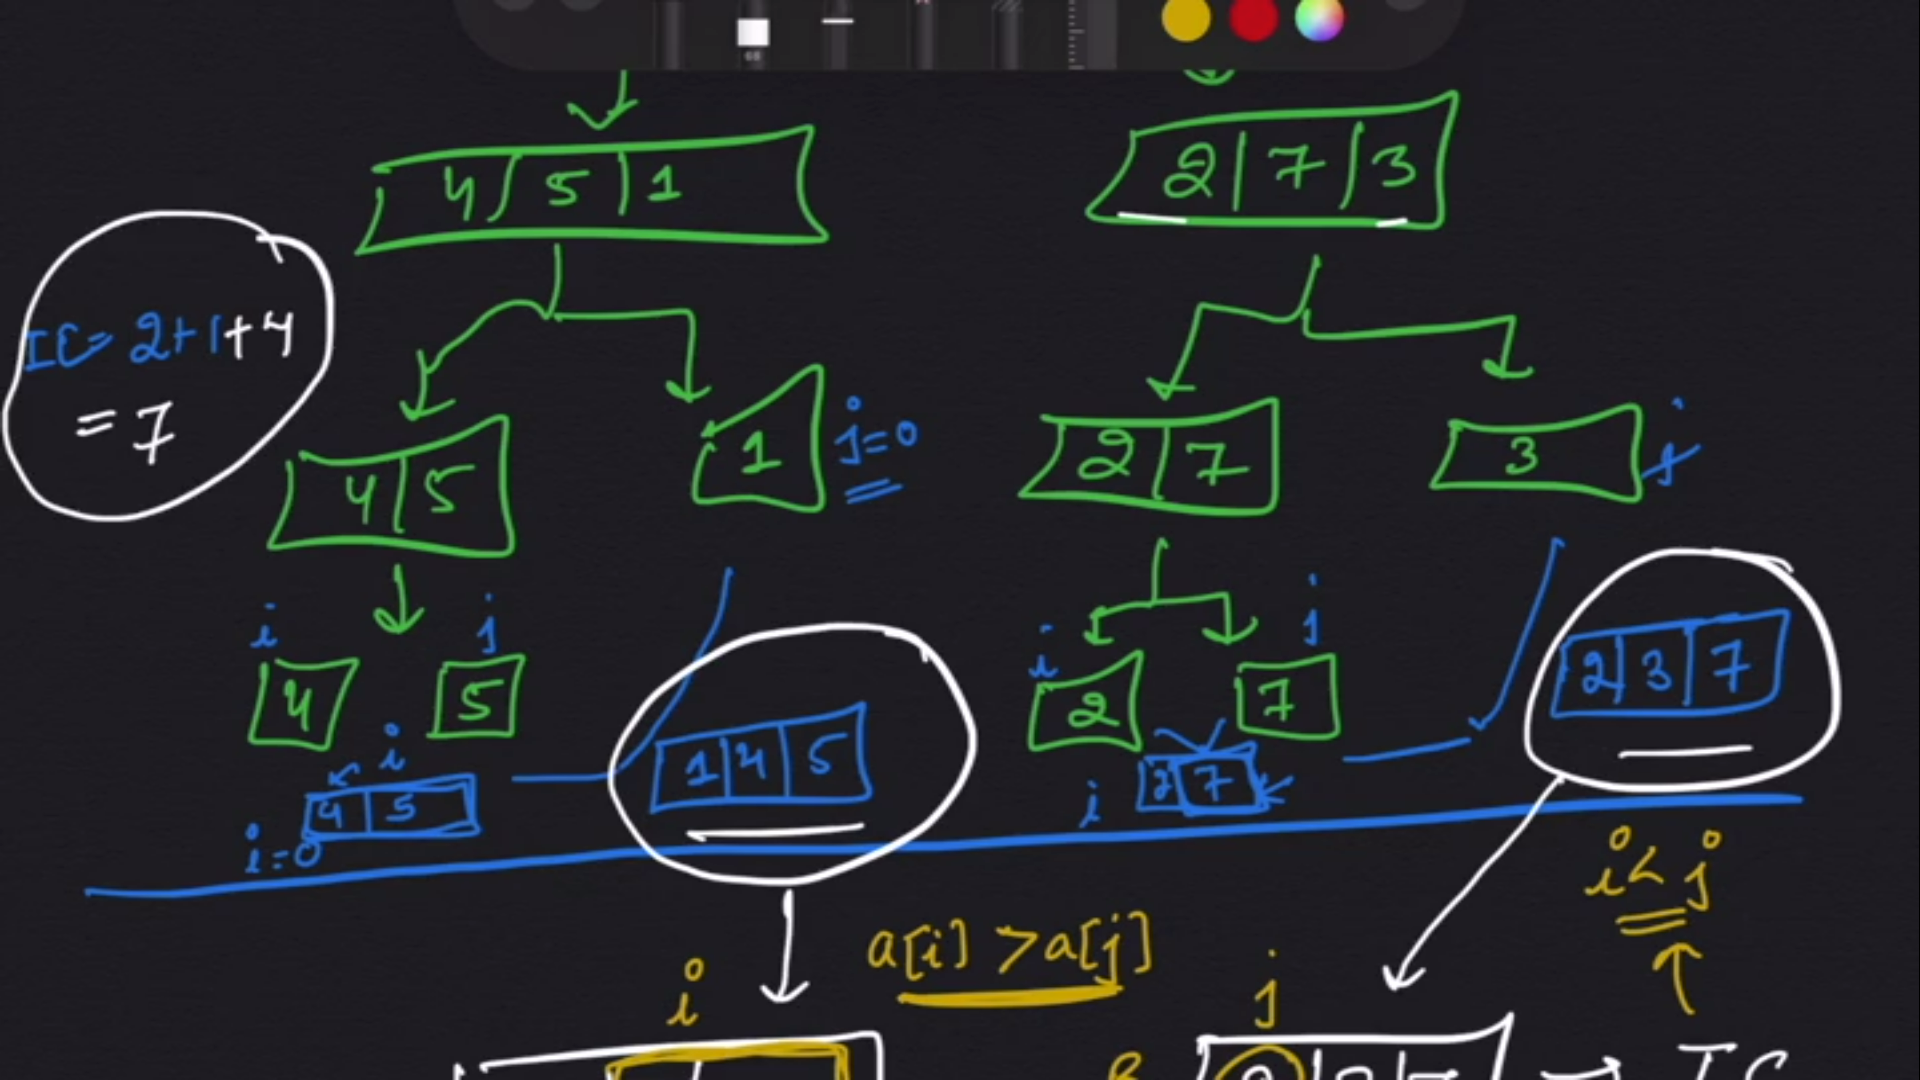 4 | 5 | 1
2 | 7 | 3
IC = 2+1+4
= 7
4 | 5
1
j=0
2 | 7
3
j
i
j
4
5
i
4 | 5
i=0
1 | 4 | 5
i
j
2
7
i
2 | 7
2 | 3 | 7
i < j
a[i] > a[j]
i
j